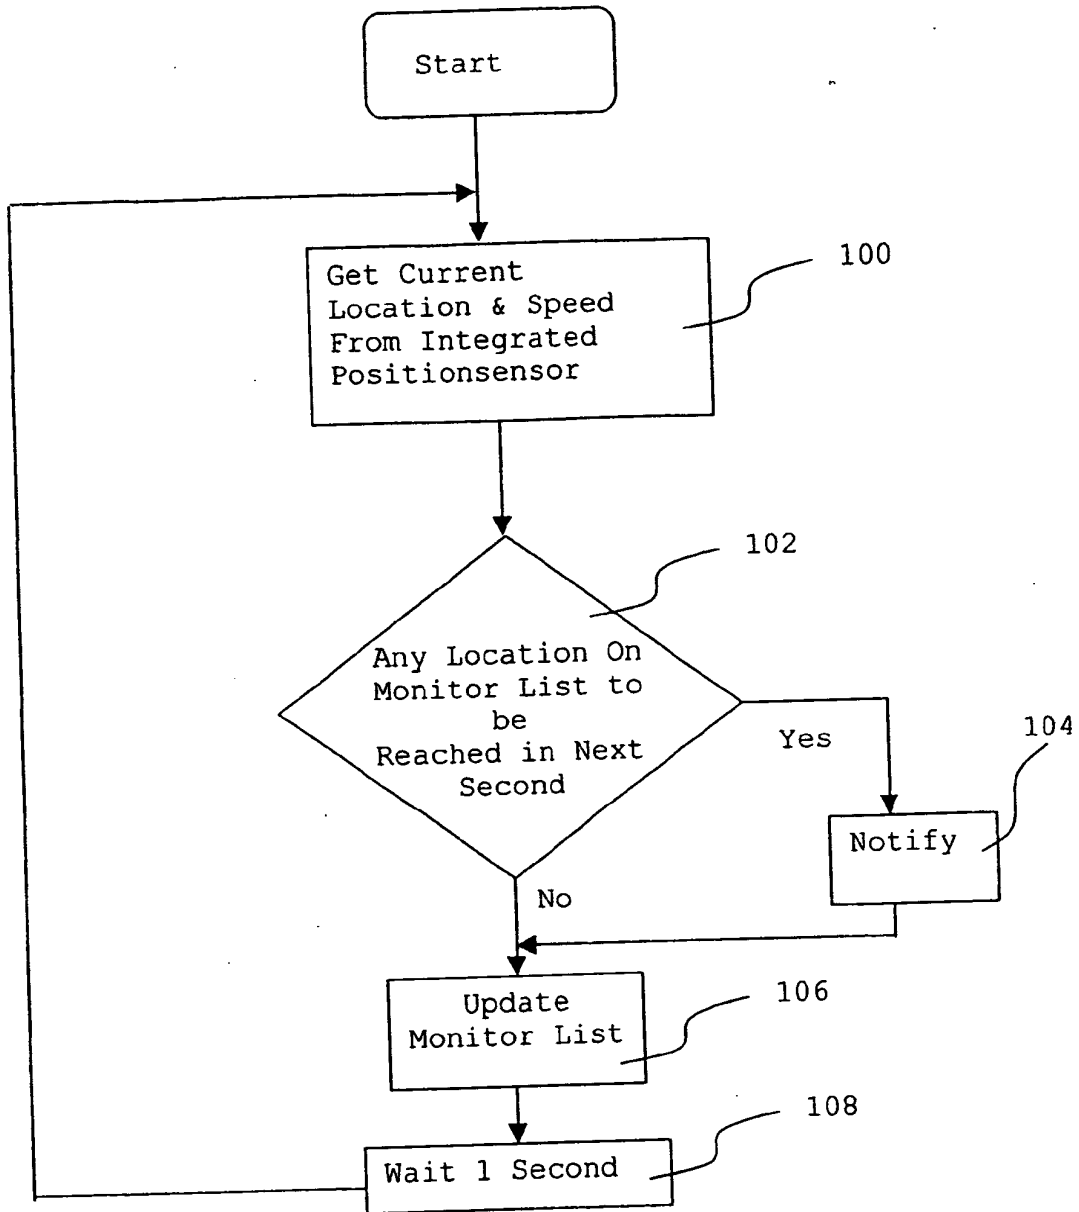 Start
Get Current
Location & Speed
From Integrated
Positionsensor
100
102
Any Location On
Monitor List to
be
Reached in Next
Second
Yes
104
Notify
No
Update
Monitor List
106
108
Wait 1 Second